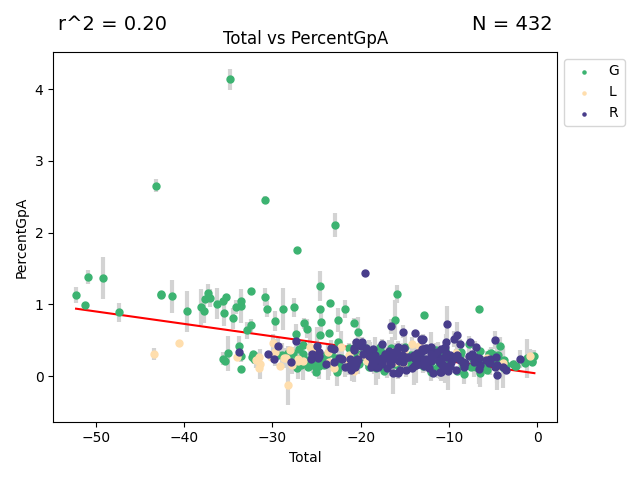 r^2 = 0.20
N = 432
Total vs PercentGpA
G
L
R
4
3
2
1
0
PercentGpA
−50
−40
−30
−20
−10
0
Total